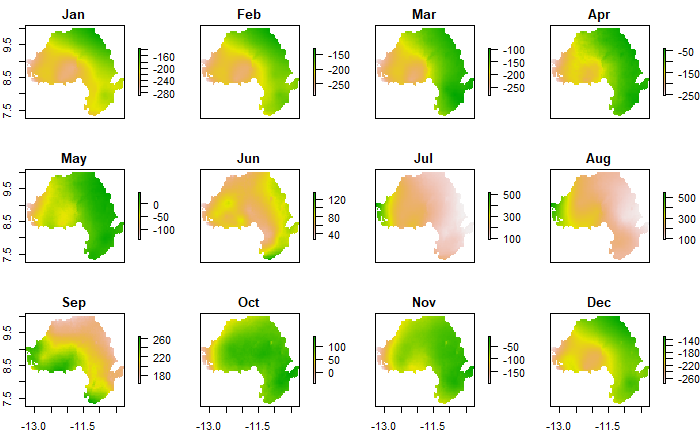 Jan Feb Mar Apr
9.5 8.5 7.5
-160 -200 -240 -280
-150 -200 -250
-100 -150 -200 -250
-50 -150 -250
May Jun Jul Aug
9.5 8.5 7.5
0 -50 -100
120 80 60 40
500 300 100
500 300 100
Sep Oct Nov Dec
9.5 8.5 7.5
260 220 180
100 50 0
-50 -100 -150
-140 -180 -220 -260
-13.0 -11.5 -13.0 -11.5 -13.0 -11.5 -13.0 -11.5